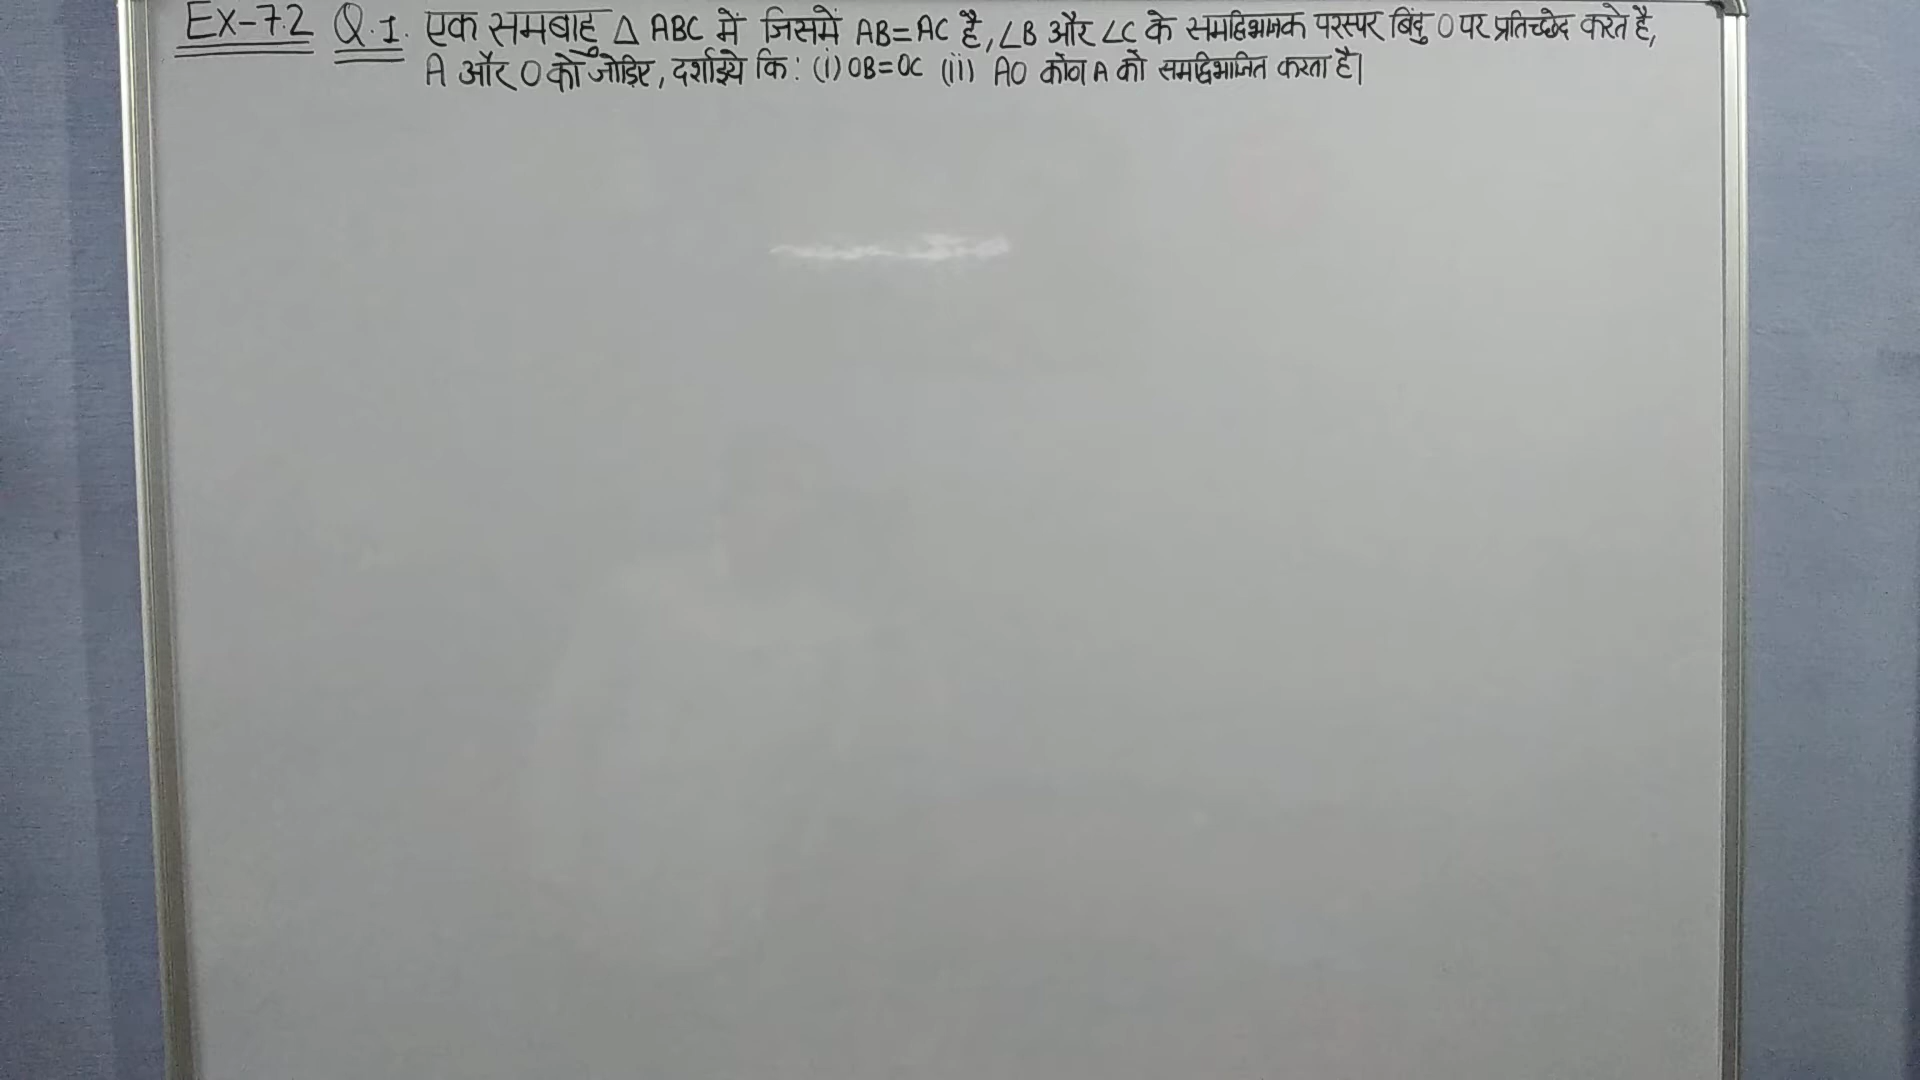 Ex-7.2 Q.1. एक समबाहु △ ABC में जिसमें AB=AC है, ∠B और ∠C के समद्विभाजक परस्पर बिंदु O पर प्रतिच्छेद करते है,
A और O को जोड़िए, दर्शाइये कि: (i) OB=OC (ii) AO कोण A को समद्विभाजित करता है।